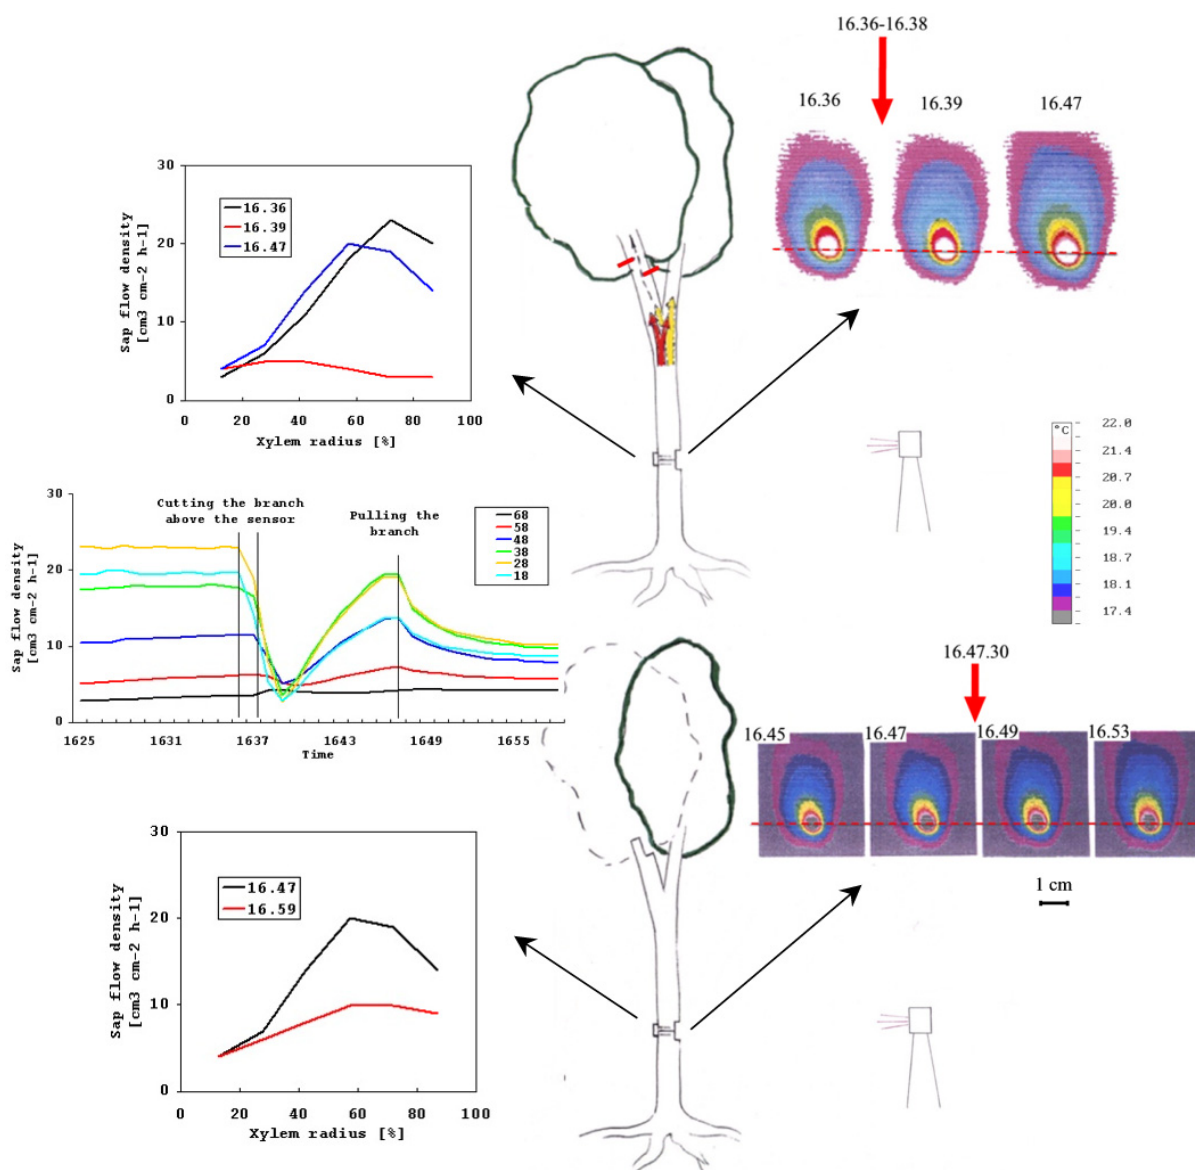 16.36-16.38
16.36
16.39
16.47
30
20
10
0
Sap flow density
[cm3 cm-2 h-1]
16.36
16.39
16.47
0 20 40 60 80 100
Xylem radius [%]
°C
22.0
21.4
20.7
20.0
19.4
18.7
18.1
17.4
30
20
10
0
Sap flow density
[cm3 cm-2 h-1]
Cutting the branch
above the sensor
Pulling the
branch
68
58
48
38
28
18
1625 1631 1637 1643 1649 1655
Time
16.47.30
16.45
16.47
16.49
16.53
1 cm
30
20
10
0
Sap flow density
[cm3 cm-2 h-1]
16.47
16.59
0 20 40 60 80 100
Xylem radius [%]